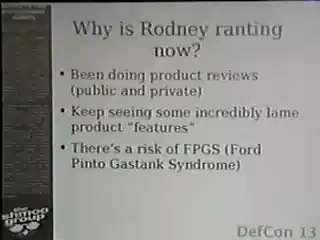 Why is Rodney ranting
now?
• Been doing product reviews
(public and private)
• Keep seeing some incredibly lame
product "features"
• There's a risk of FPGS (Ford
Pinto Gastank Syndrome)
the
shmoo
group
DefCon 13